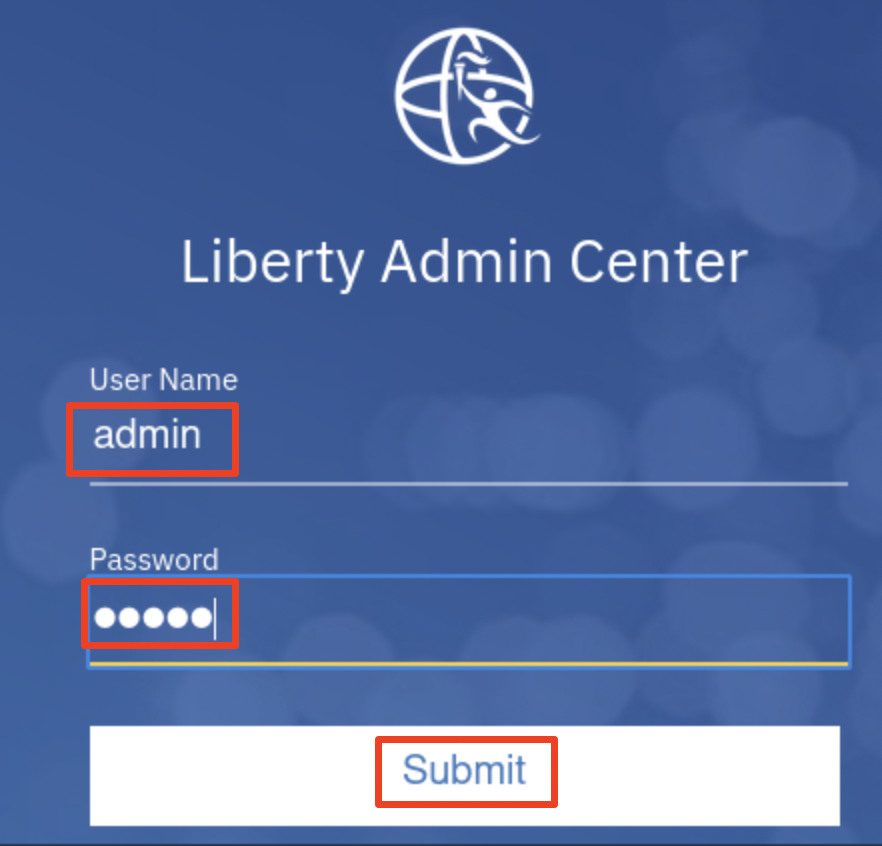 Liberty Admin Center
User Name
admin
Password
●●●●●
Submit